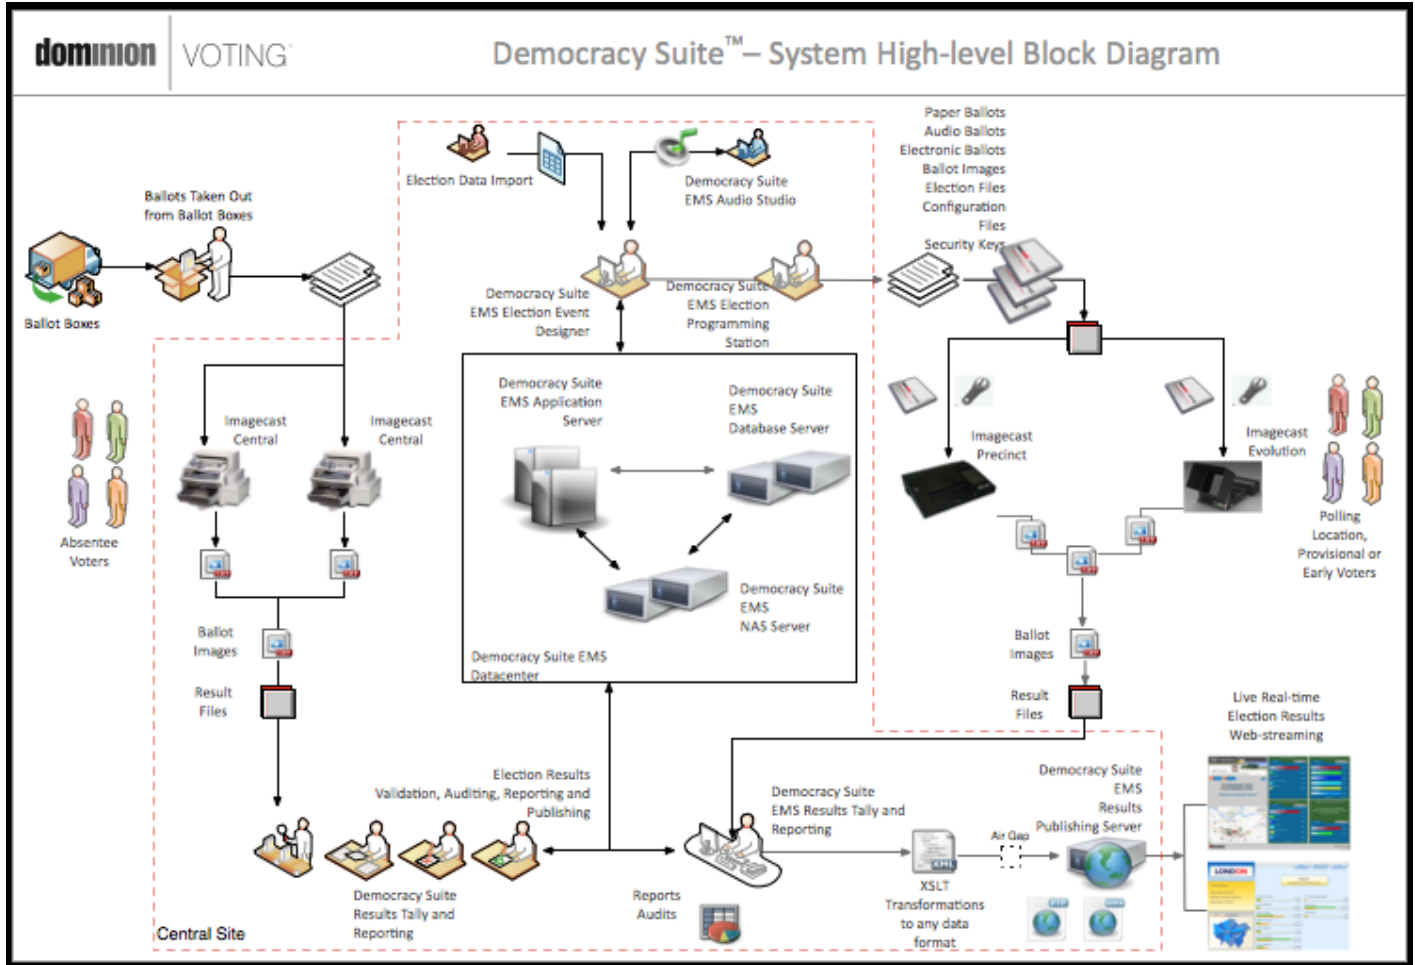 dominion VOTING
Democracy Suite™– System High-level Block Diagram
Ballots Taken Out
from Ballot Boxes
Ballot Boxes
Election Data Import
Democracy Suite
EMS Audio Studio
Paper Ballots
Audio Ballots
Electronic Ballots
Ballot Images
Election Files
Configuration
Files
Security Keys
Democracy Suite
EMS Election Event
Designer
Democracy Suite
EMS Election
Programming
Station
Absentee
Voters
Imagecast
Central
Imagecast
Central
Democracy Suite
EMS Application
Server
Democracy Suite
EMS
Database Server
Democracy Suite
EMS
NAS Server
Democracy Suite EMS
Datacenter
Imagecast
Precinct
Imagecast
Evolution
Polling
Location,
Provisional or
Early Voters
Ballot
Images
Result
Files
Ballot
Images
Result
Files
Live Real-time
Election Results
Web-streaming
Election Results
Validation, Auditing, Reporting and
Publishing
Democracy Suite
Results Tally and
Reporting
Democracy Suite
EMS Results Tally and
Reporting
Reports
Audits
XML
XSLT
Transformations
to any data
format
Air Gap
Democracy Suite
EMS
Results
Publishing Server
FTP
LONDON
Central Site